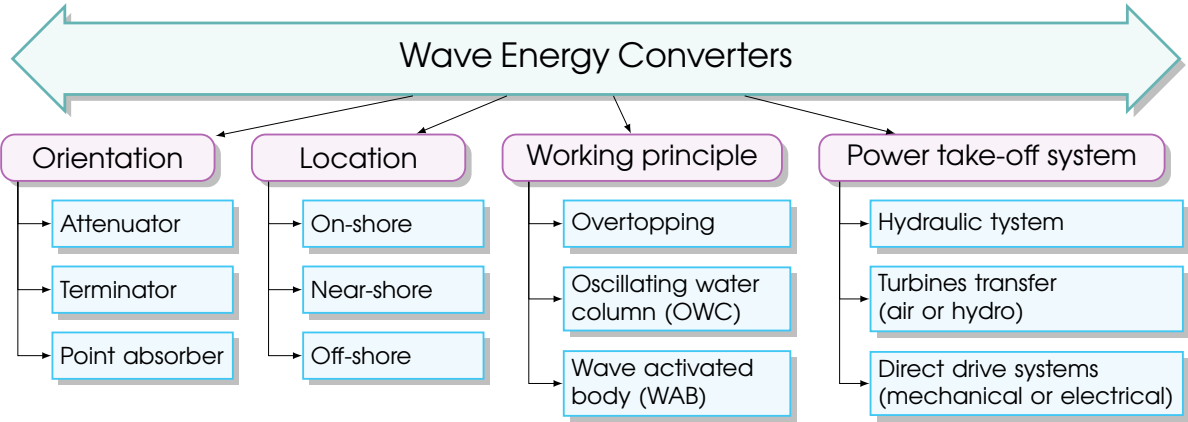 Wave Energy Converters
Orientation
Attenuator
Terminator
Point absorber
Location
On-shore
Near-shore
Off-shore
Working principle
Overtopping
Oscillating water
column (OWC)
Wave activated
body (WAB)
Power take-off system
Hydraulic tystem
Turbines transfer
(air or hydro)
Direct drive systems
(mechanical or electrical)